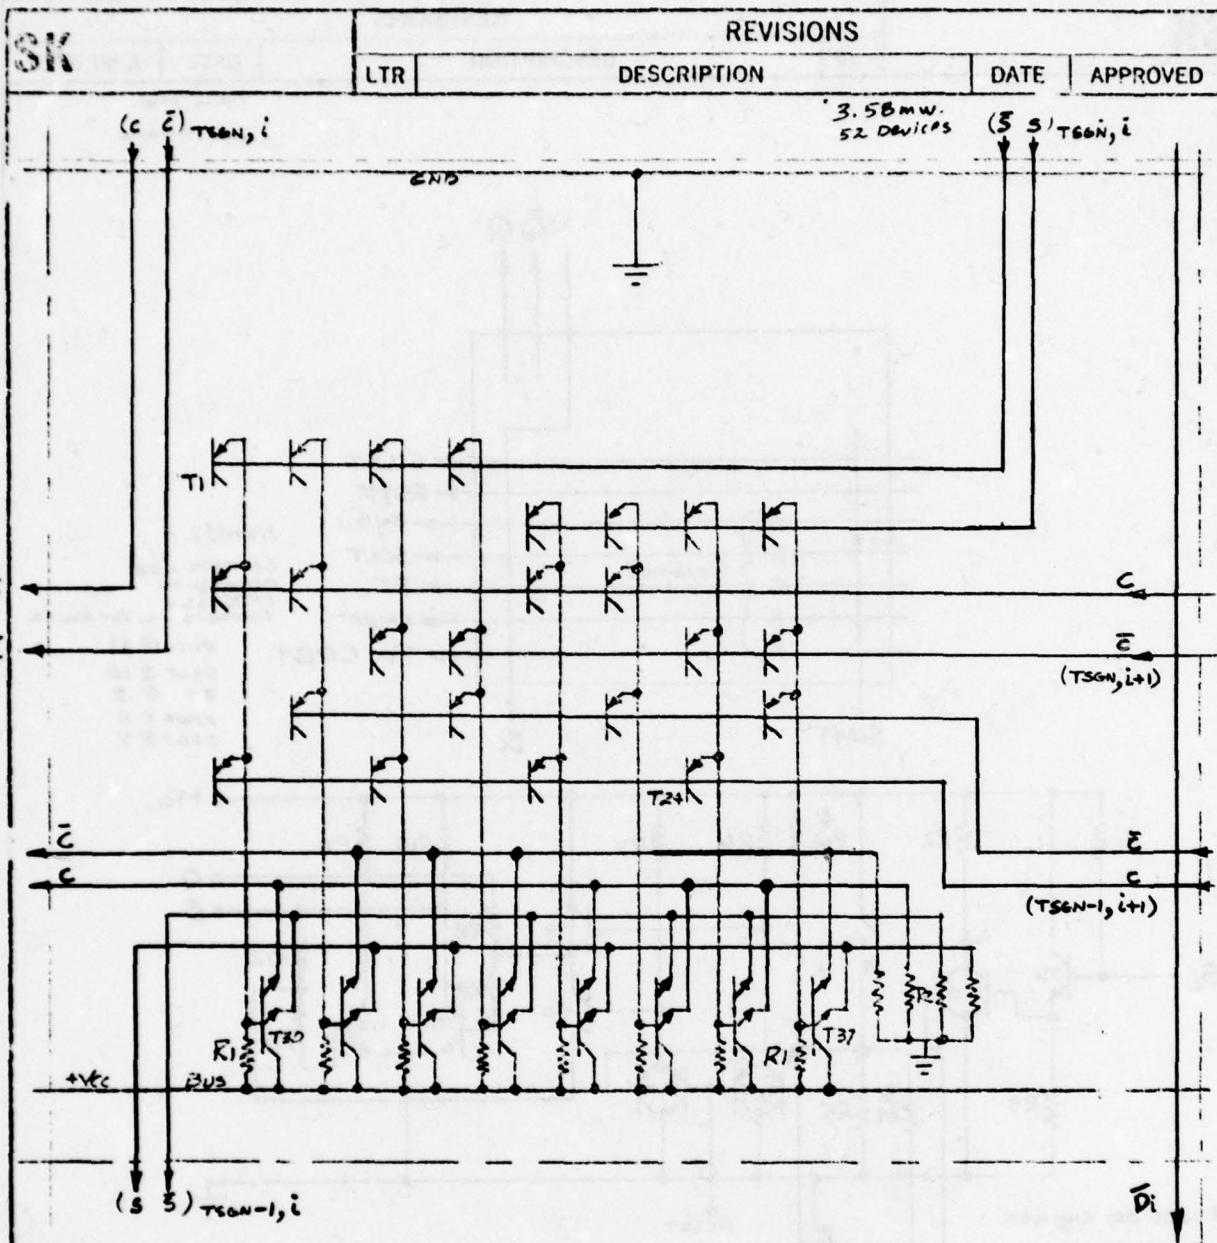 SK
REVISIONS
LTR DESCRIPTION DATE APPROVED
(C C̄) TSGN, i
3.58mw.
52 Devices
(S̄ S) TSGN, i
GND
T1
C
C̄
(TSGN, i+1)
T24
C̄
C
C̄
C
(TSGN-1, i+1)
R1
T30
R1
T37
+Vcc BUS
(S S̄) TSGN-1, i
D̄i